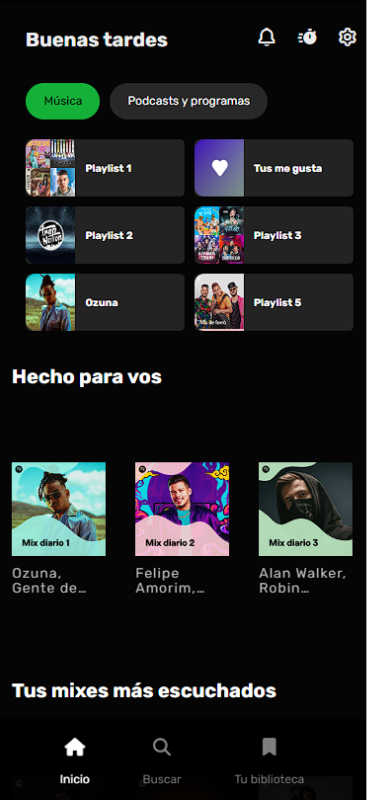 Buenas tardes
Música
Podcasts y programas
Playlist 1
Tus me gusta
Playlist 2
Playlist 3
Ozuna
Playlist 5
Hecho para vos
Mix diario 1
Mix diario 2
Mix diario 3
Ozuna,
Gente de…
Felipe
Amorim,…
Alan Walker,
Robin…
Tus mixes más escuchados
Inicio
Buscar
Tu biblioteca